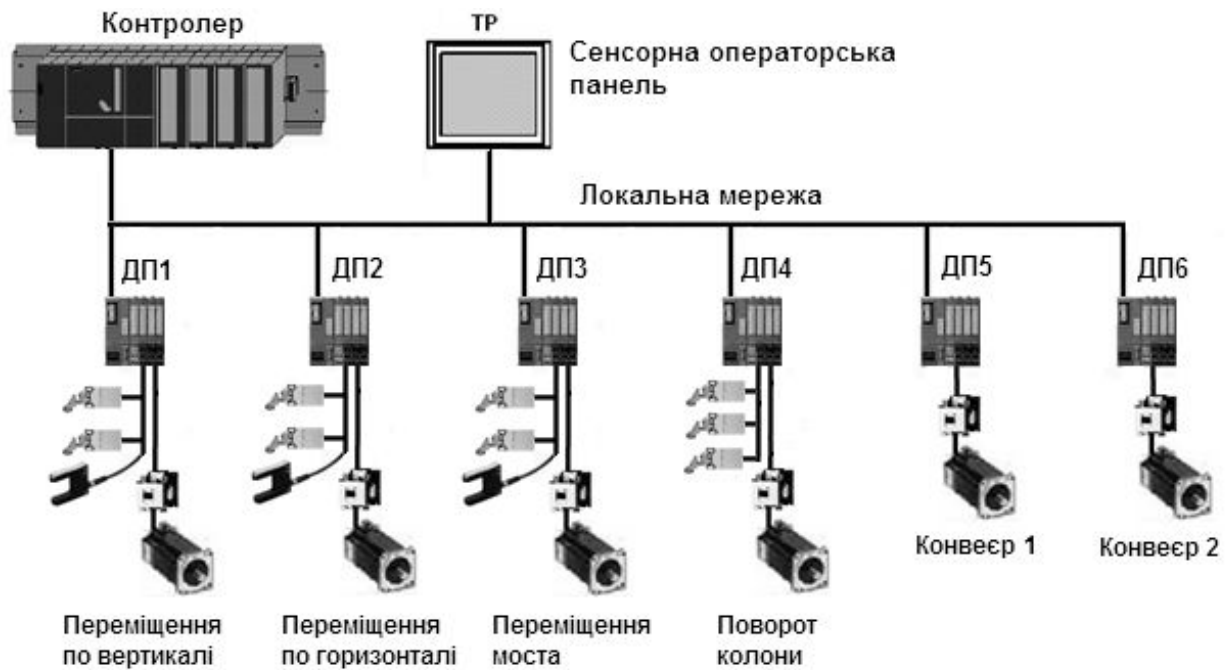 Контролер
ТР
Сенсорна операторська
панель
Локальна мережа
ДП1
ДП2
ДП3
ДП4
ДП5
ДП6
Конвеєр 1
Конвеєр 2
Переміщення
по вертикалі
Переміщення
по горизонталі
Переміщення
моста
Поворот
колони